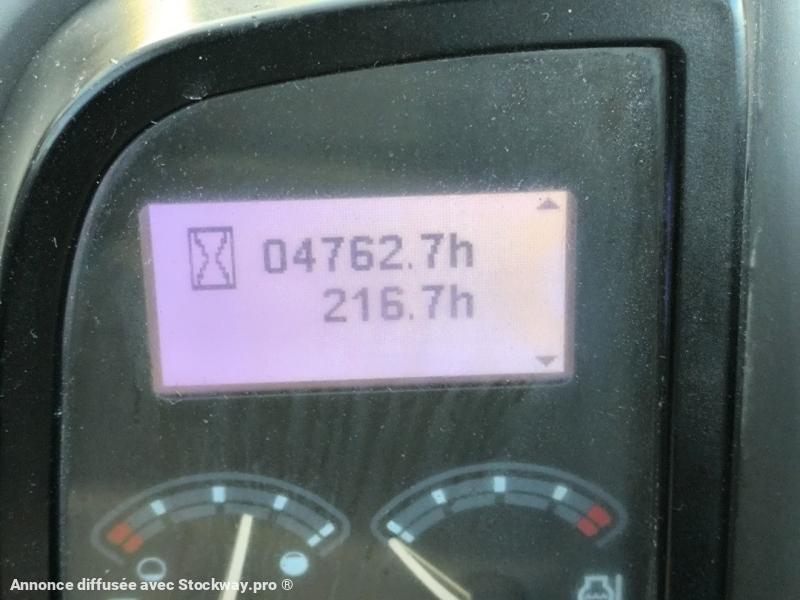 04762.7h
216.7h
Annonce diffusée avec Stockway.pro ®